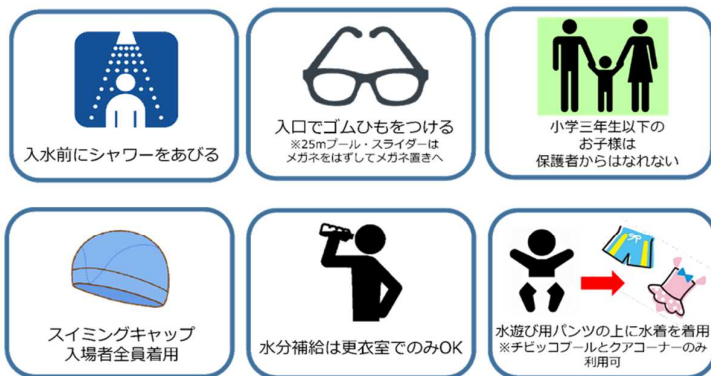 入水前にシャワーをあびる
入口でゴムひもをつける
※25mプール・スライダーは
メガネをはずしてメガネ置きへ
小学三年生以下の
お子様は
保護者からはなれない
スイミングキャップ
入場者全員着用
水分補給は更衣室でのみOK
水遊び用パンツの上に水着を着用
※チビッコプールとクアコーナーのみ
利用可